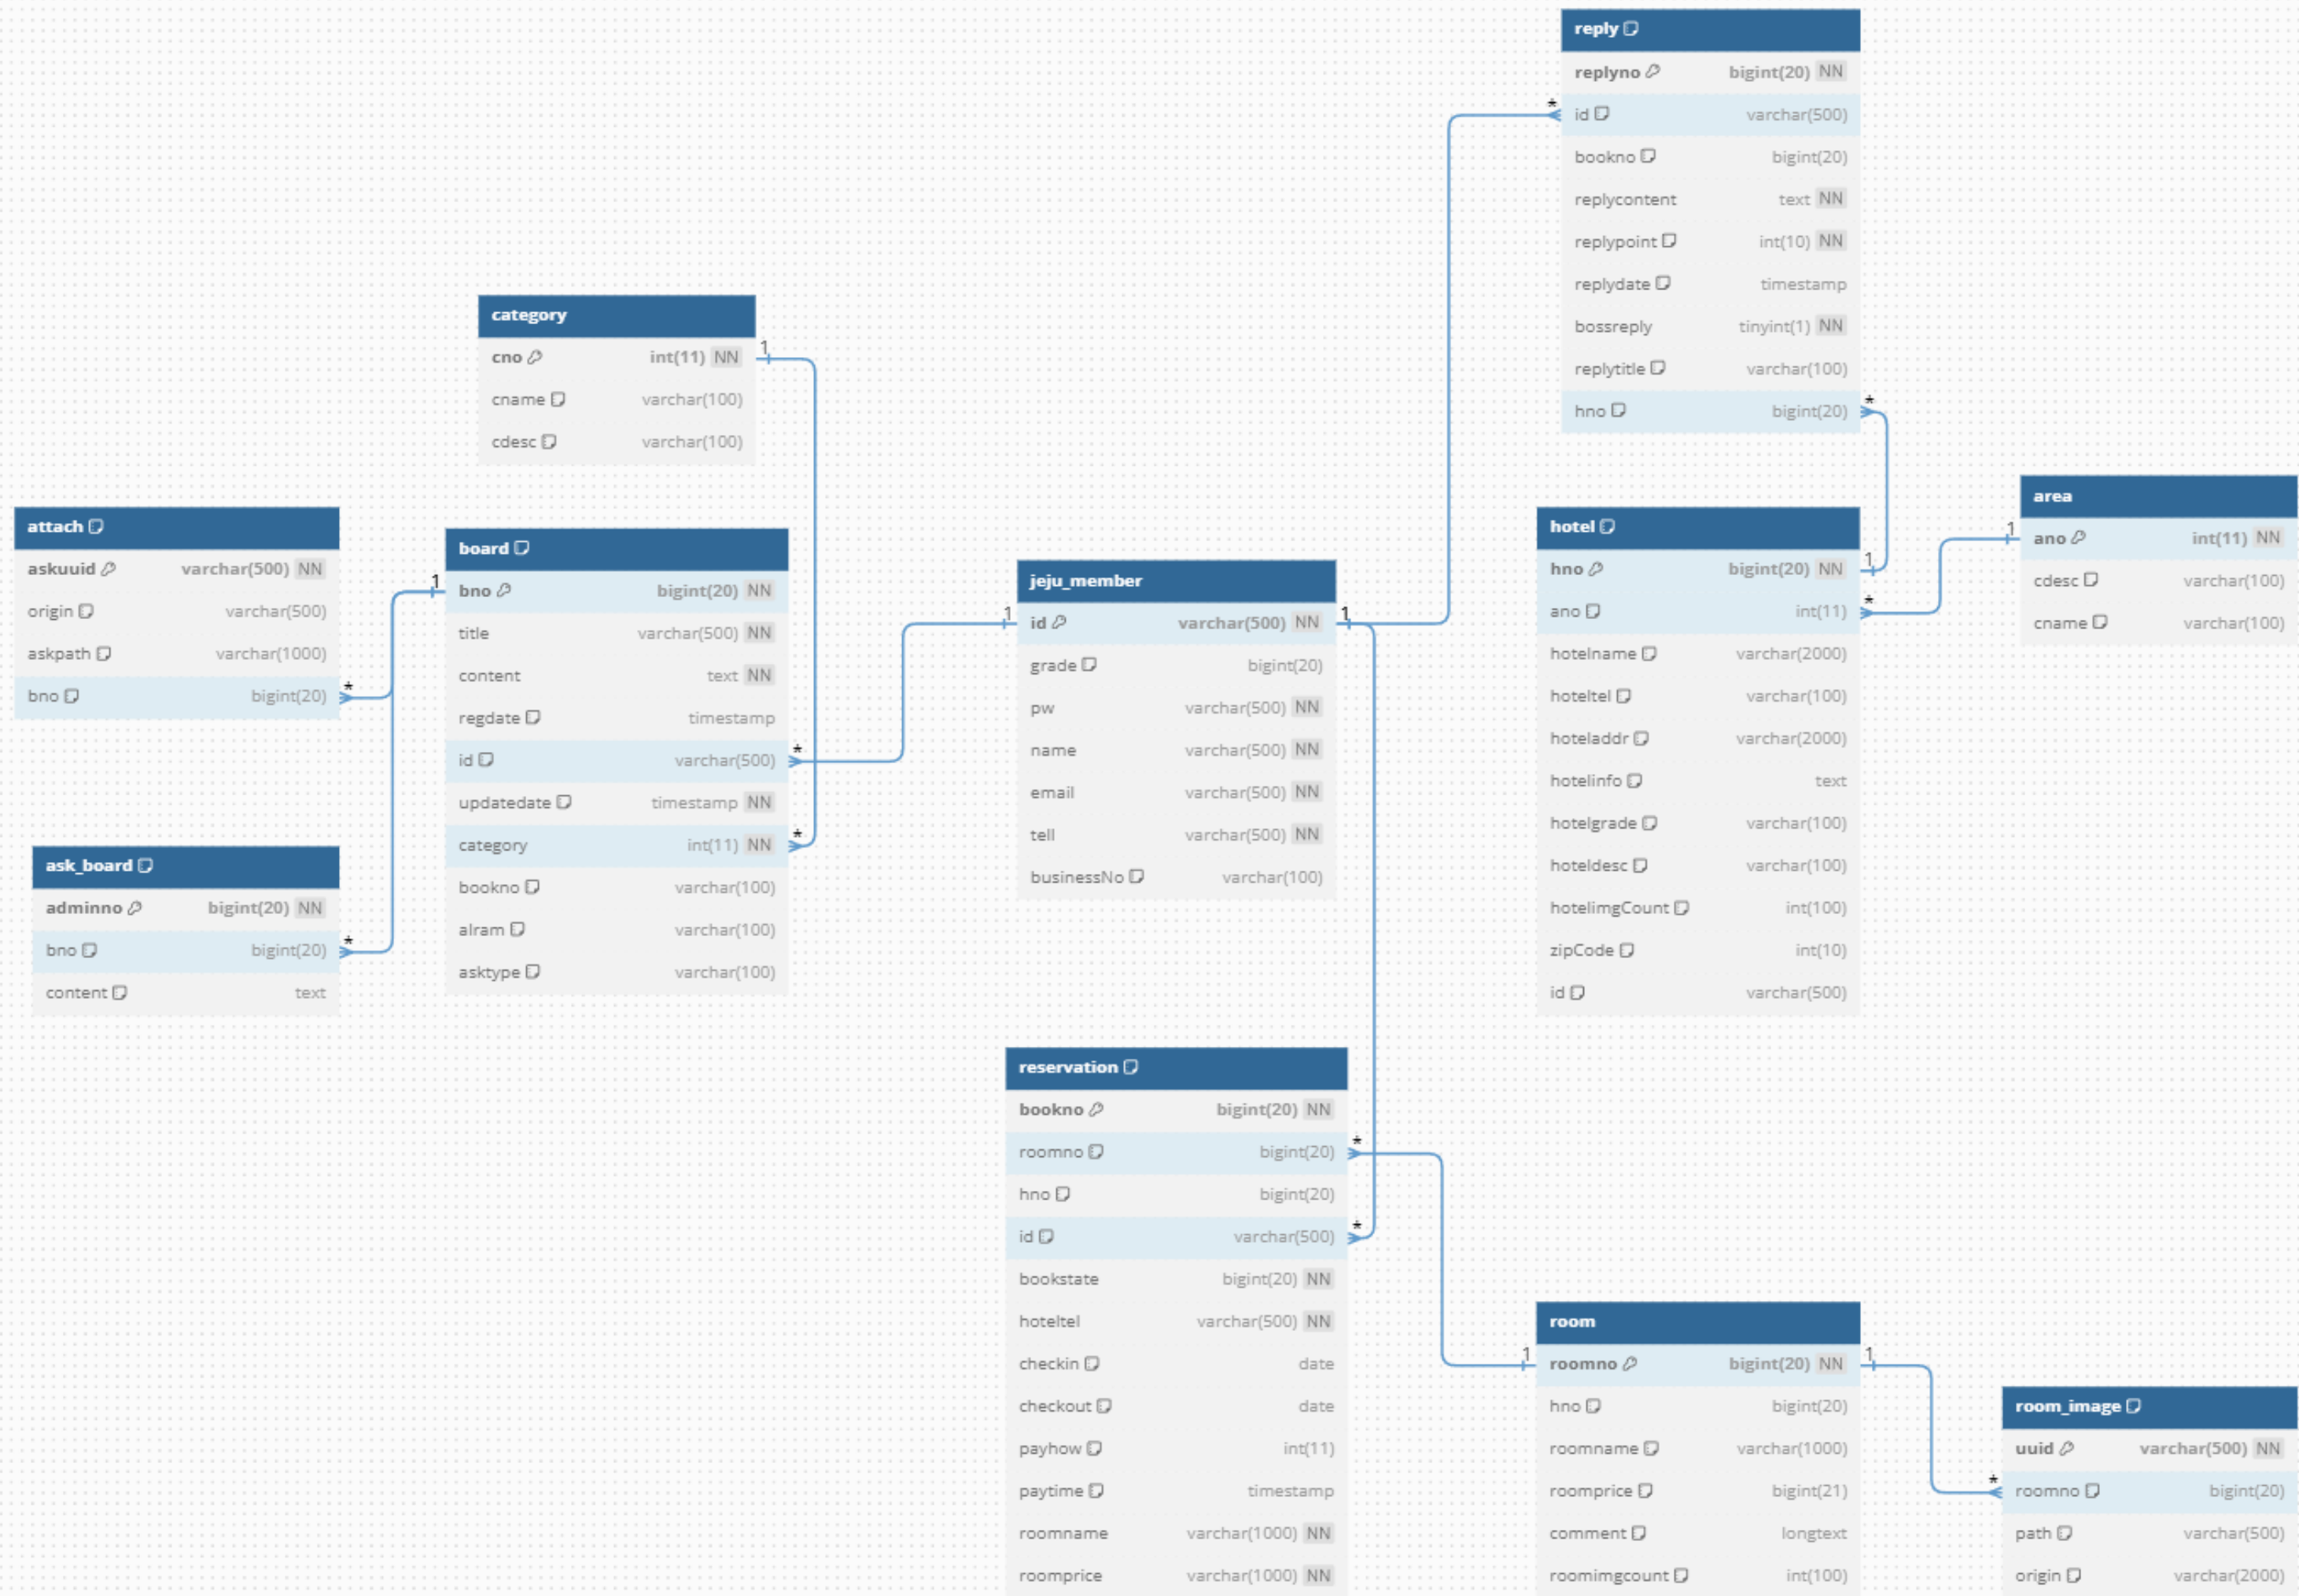 reply
replyno bigint(20) NN
* id varchar(500)
bookno bigint(20)
replycontent text NN
replypoint int(10) NN
replydate timestamp
bossreply tinyint(1) NN
replytitle varchar(100)
hno bigint(20) *
category
cno int(11) NN 1
cname varchar(100)
cdesc varchar(100)
attach
askuuid varchar(500) NN
origin varchar(500)
askpath varchar(1000)
bno bigint(20) *
board
1 bno bigint(20) NN
title varchar(500) NN
content text NN
regdate timestamp
id varchar(500) *
updatedate timestamp NN
category int(11) NN *
bookno varchar(100)
alram varchar(100)
asktype varchar(100)
ask_board
adminno bigint(20) NN
bno bigint(20) *
content text
jeju_member
1 id varchar(500) NN 1
grade bigint(20)
pw varchar(500) NN
name varchar(500) NN
email varchar(500) NN
tell varchar(500) NN
businessNo varchar(100)
hotel
hno bigint(20) NN 1
ano int(11) *
hotelname varchar(2000)
hoteltel varchar(100)
hoteladdr varchar(2000)
hotelinfo text
hotelgrade varchar(100)
hoteldesc varchar(100)
hotelimgCount int(100)
zipCode int(10)
id varchar(500)
area
1 ano int(11) NN
cdesc varchar(100)
cname varchar(100)
reservation
bookno bigint(20) NN
roomno bigint(20) *
hno bigint(20)
id varchar(500) *
bookstate bigint(20) NN
hoteltel varchar(500) NN
checkin date
checkout date
payhow int(11)
paytime timestamp
roomname varchar(1000) NN
roomprice varchar(1000) NN
room
1 roomno bigint(20) NN 1
hno bigint(20)
roomname varchar(1000)
roomprice bigint(21)
comment longtext
roomimgcount int(100)
room_image
uuid varchar(500) NN
* roomno bigint(20)
path varchar(500)
origin varchar(2000)